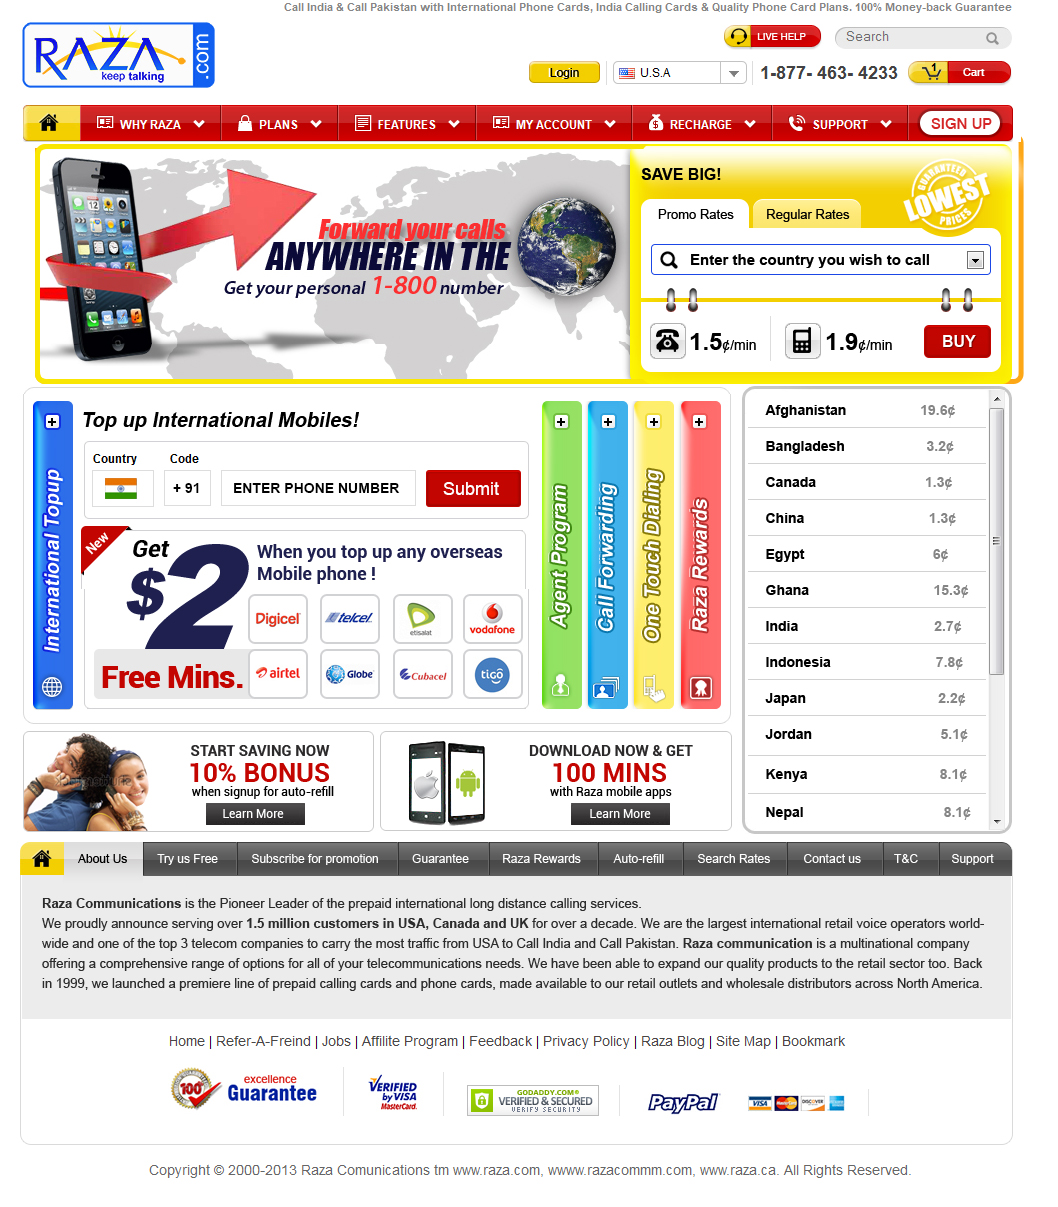 Call India & Call Pakistan with International Phone Cards, India Calling Cards & Quality Phone Card Plans. 100% Money-back Guarantee
RAZA .com
keep talking
LIVE HELP
Search
Login
U.S.A
1-877- 463- 4233
1 Cart
WHY RAZA
PLANS
FEATURES
MY ACCOUNT
RECHARGE
SUPPORT
SIGN UP
Forward your calls
ANYWHERE IN THE
Get your personal 1-800 number
SAVE BIG!
GUARANTEED
LOWEST
PRICES
Promo Rates
Regular Rates
Enter the country you wish to call
1.5¢/min
1.9¢/min
BUY
International Topup
Top up International Mobiles!
Country
Code
+ 91
ENTER PHONE NUMBER
Submit
New
Get
$2
When you top up any overseas
Mobile phone !
Free Mins.
Digicel
telcel
etisalat
vodafone
airtel
Globe
Cubacel
tigo
Agent Program
Call Forwarding
One Touch Dialing
Raza Rewards
Afghanistan 19.6¢
Bangladesh 3.2¢
Canada 1.3¢
China 1.3¢
Egypt 6¢
Ghana 15.3¢
India 2.7¢
Indonesia 7.8¢
Japan 2.2¢
Jordan 5.1¢
Kenya 8.1¢
Nepal 8.1¢
START SAVING NOW
10% BONUS
when signup for auto-refill
Learn More
DOWNLOAD NOW & GET
100 MINS
with Raza mobile apps
Learn More
About Us
Try us Free
Subscribe for promotion
Guarantee
Raza Rewards
Auto-refill
Search Rates
Contact us
T&C
Support
Raza Communications is the Pioneer Leader of the prepaid international long distance calling services.
We proudly announce serving over 1.5 million customers in USA, Canada and UK for over a decade. We are the largest international retail voice operators world-
wide and one of the top 3 telecom companies to carry the most traffic from USA to Call India and Call Pakistan. Raza communication is a multinational company
offering a comprehensive range of options for all of your telecommunications needs. We have been able to expand our quality products to the retail sector too. Back
in 1999, we launched a premiere line of prepaid calling cards and phone cards, made available to our retail outlets and wholesale distributors across North America.
Home | Refer-A-Freind | Jobs | Affilite Program | Feedback | Privacy Policy | Raza Blog | Site Map | Bookmark
100%
excellence
Guarantee
VERIFIED
by VISA
MasterCard.
GODADDY.COM®
VERIFIED & SECURED
VERIFY SECURITY
PayPal
VISA
MasterCard
DISCOVER
Copyright © 2000-2013 Raza Comunications tm www.raza.com, wwww.razacommm.com, www.raza.ca. All Rights Reserved.